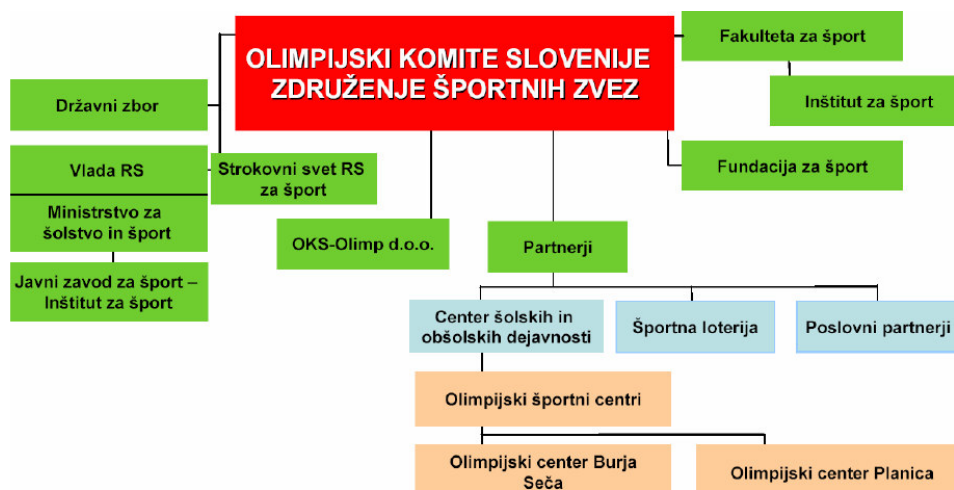 OLIMPIJSKI KOMITE SLOVENIJE
ZDRUŽENJE ŠPORTNIH ZVEZ
Fakulteta za šport
Inštitut za šport
Fundacija za šport
Državni zbor
Vlada RS
Strokovni svet RS
za šport
Ministrstvo za
šolstvo in šport
Javni zavod za šport –
Inštitut za šport
OKS-Olimp d.o.o.
Partnerji
Center šolskih in
obšolskih dejavnosti
Športna loterija
Poslovni partnerji
Olimpijski športni centri
Olimpijski center Burja
Seča
Olimpijski center Planica